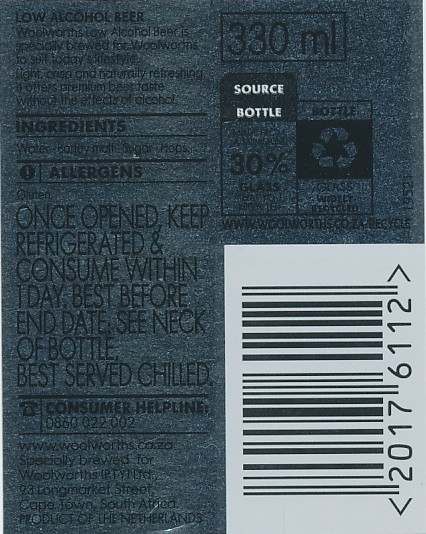 LOW ALCOHOL BEER
Woolworths Low Alcohol Beer is
specially brewed for Woolworths
to suit today's lifestyle.
Light, crisp and naturally refreshing,
it offers premium beer taste
without the effects of alcohol.
INGREDIENTS
Water Barley malt Sugar Hops
ALLERGENS
Gluten
ONCE OPENED, KEEP
REFRIGERATED &
CONSUME WITHIN
1 DAY. BEST BEFORE
END DATE: SEE NECK
OF BOTTLE.
BEST SERVED CHILLED.
CONSUMER HELPLINE:
0860 022 002
www.woolworths.co.za
Specially brewed for
Woolworths (PTY) Ltd.,
93 Longmarket Street,
Cape Town, South Africa.
PRODUCT OF THE NETHERLANDS
330 ml
SOURCE
BOTTLE
30%
GLASS
BOTTLE
GLASS
WIDELY
RECYCLED
WWW.WOOLWORTHS.CO.ZA/RECYCLE
<2017 6112>